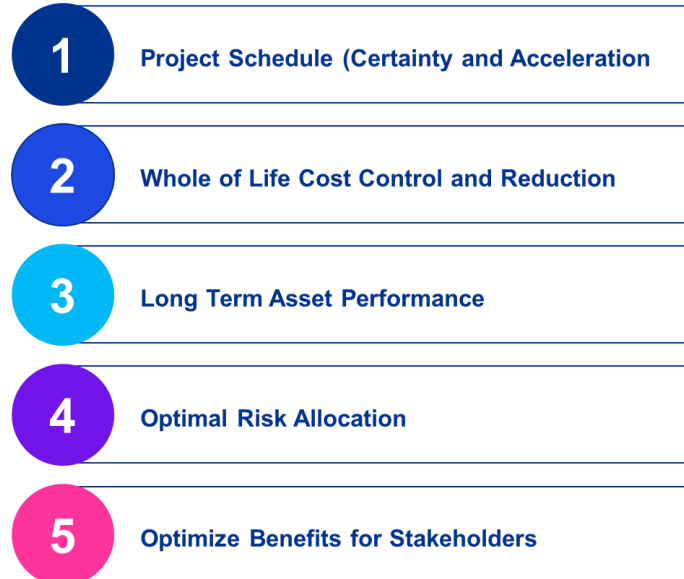 1
Project Schedule (Certainty and Acceleration
2
Whole of Life Cost Control and Reduction
3
Long Term Asset Performance
4
Optimal Risk Allocation
5
Optimize Benefits for Stakeholders